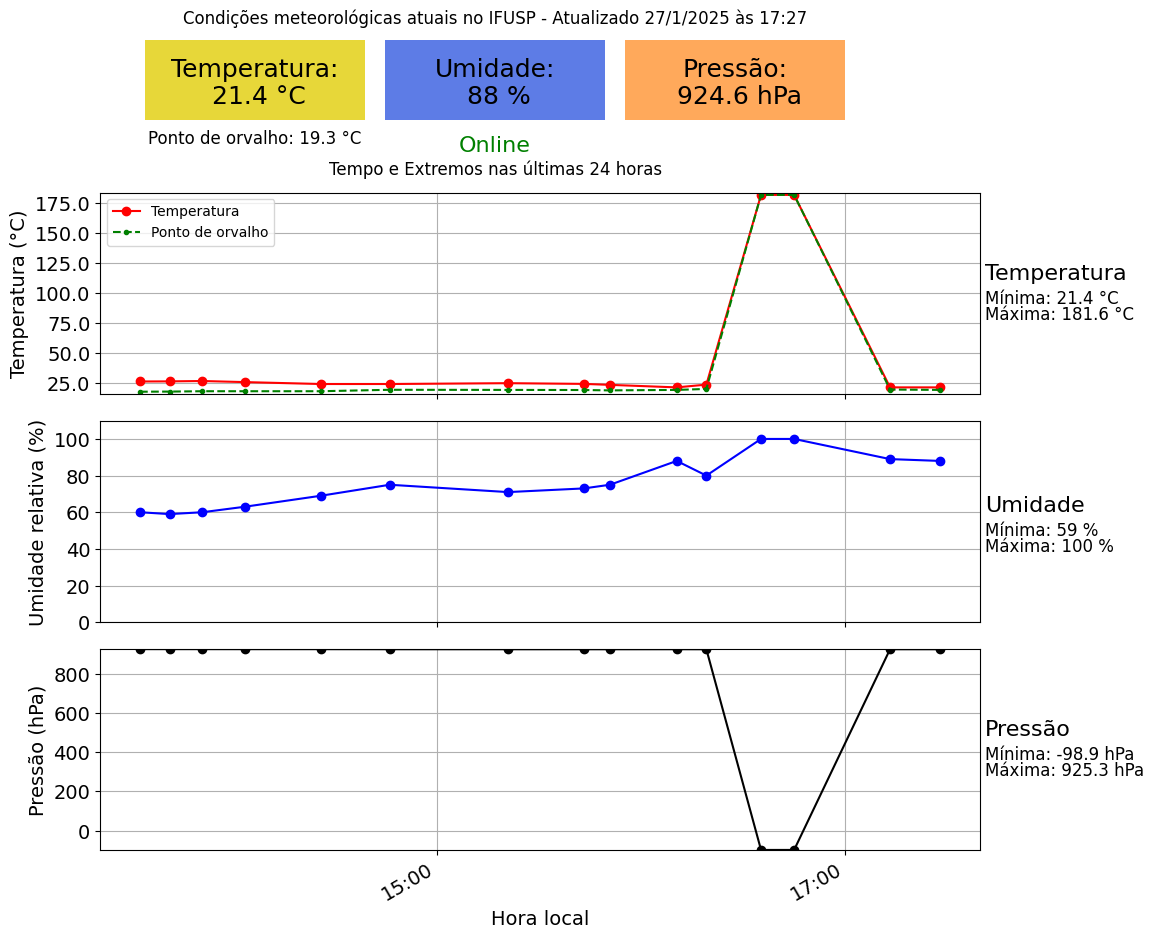 Condições meteorológicas atuais no IFUSP - Atualizado 27/1/2025 às 17:27
Temperatura:
21.4 °C
Umidade:
88 %
Pressão:
924.6 hPa
Ponto de orvalho: 19.3 °C
Online
Tempo e Extremos nas últimas 24 horas
Temperatura (°C)
175.0
150.0
125.0
100.0
75.0
50.0
25.0
Temperatura
Ponto de orvalho
Temperatura
Mínima: 21.4 °C
Máxima: 181.6 °C
Umidade relativa (%)
100
80
60
40
20
0
Umidade
Mínima: 59 %
Máxima: 100 %
Pressão (hPa)
800
600
400
200
0
Pressão
Mínima: -98.9 hPa
Máxima: 925.3 hPa
15:00
17:00
Hora local